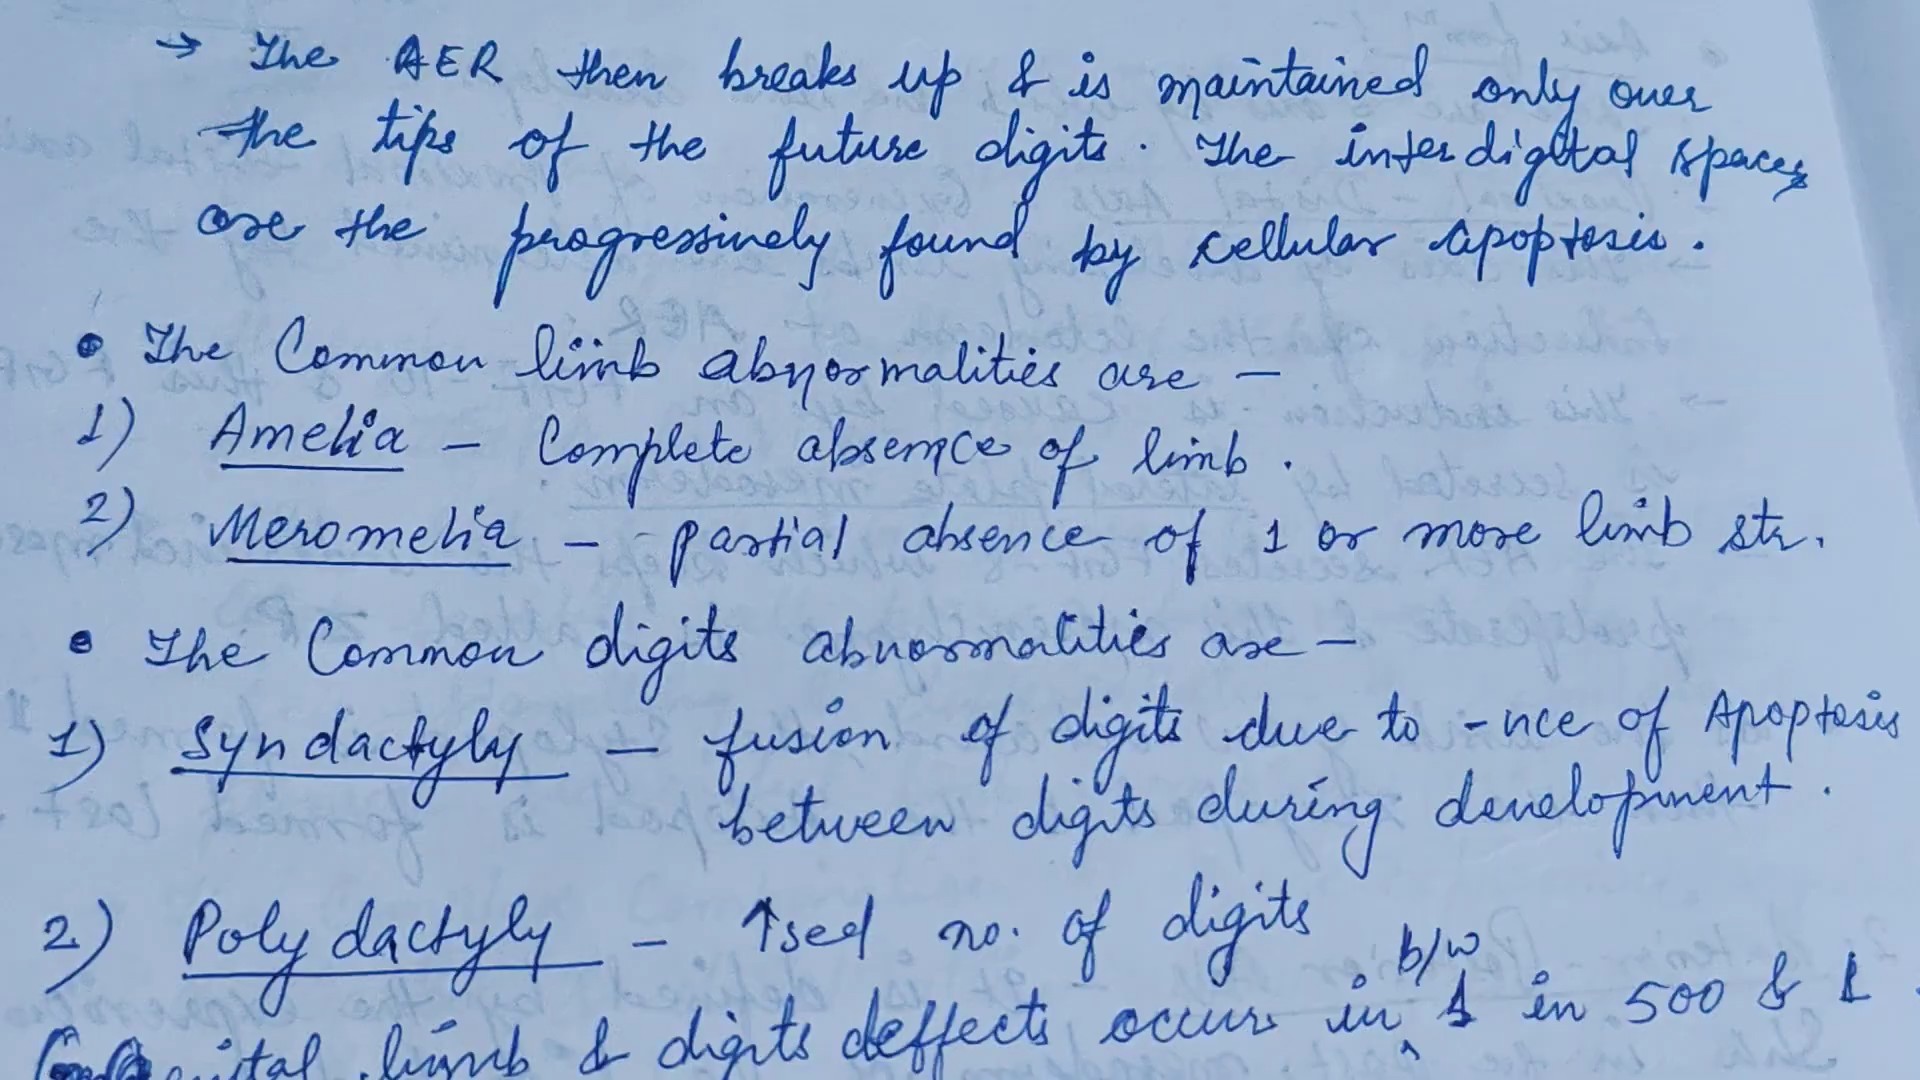 → The AER then breaks up & is maintained only over
the tips of the future digits. The interdigital spaces
are the progressively found by cellular apoptosis.
• The Common limb abnormalities are —
1) Amelia — Complete absence of limb.
2) Meromelia — partial absence of 1 or more limb str.
• The Common digits abnormalities are —
1) Syndactyly — fusion of digits due to -nce of Apoptosis
between digits during development.
2) Polydactyly — ↑sed no. of digits
b/w
limb & digits deffects occurs in 1 in 500 & 1